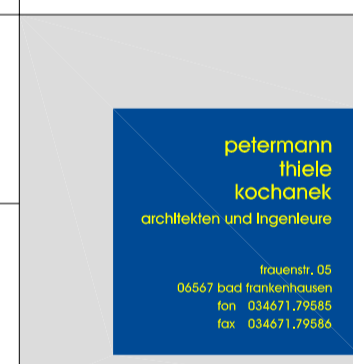 petermann
thiele
kochanek
architekten und ingenieure
frauenstr. 05
06567 bad frankenhausen
fon 034671.79585
fax 034671.79586